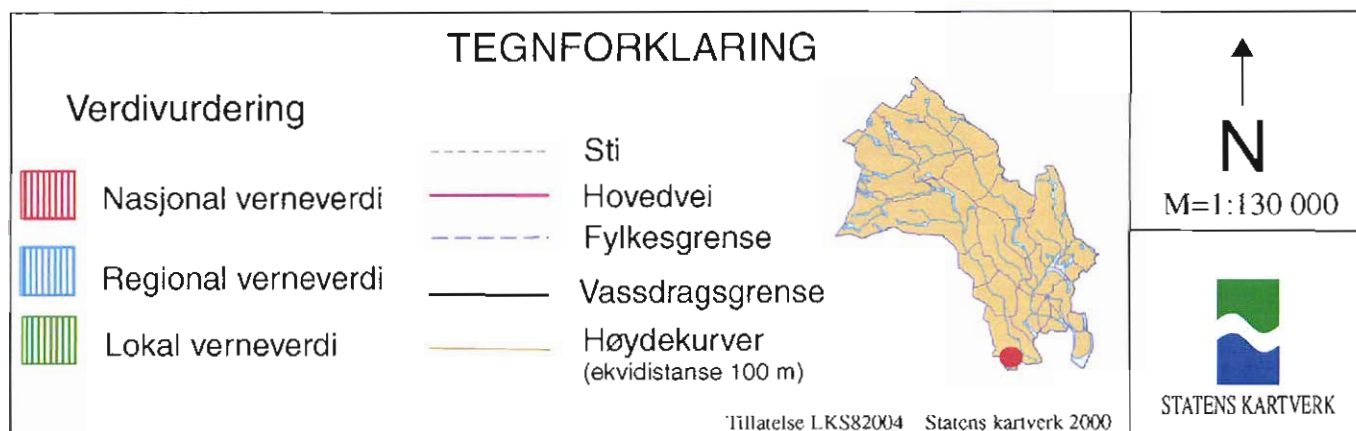 TEGNFORKLARING
Verdivurdering
Nasjonal verneverdi
Regional verneverdi
Lokal verneverdi
Sti
Hovedvei
Fylkesgrense
Vassdragsgrense
Høydekurver
(ekvidistanse 100 m)
Tillatelse LKS82004 Statens kartverk 2000
N
M=1:130 000
STATENS KARTVERK